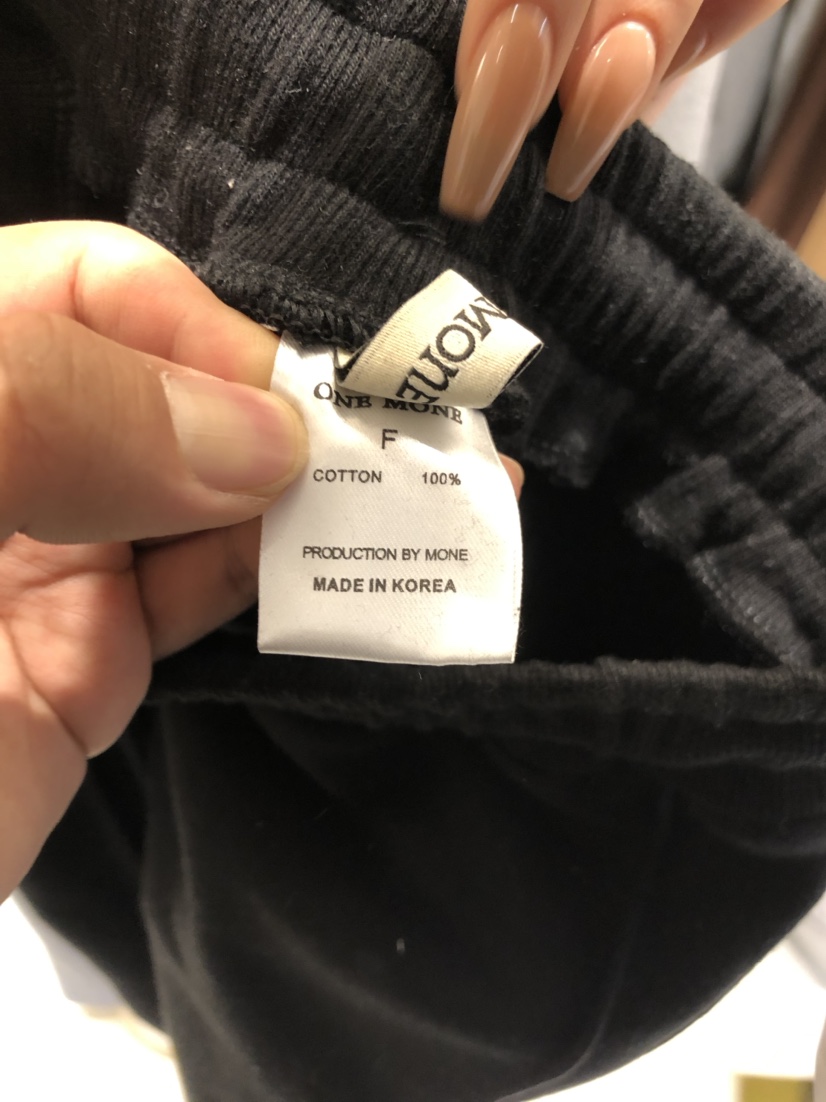 MONE
ONE MONE
F
COTTON 100%
PRODUCTION BY MONE
MADE IN KOREA